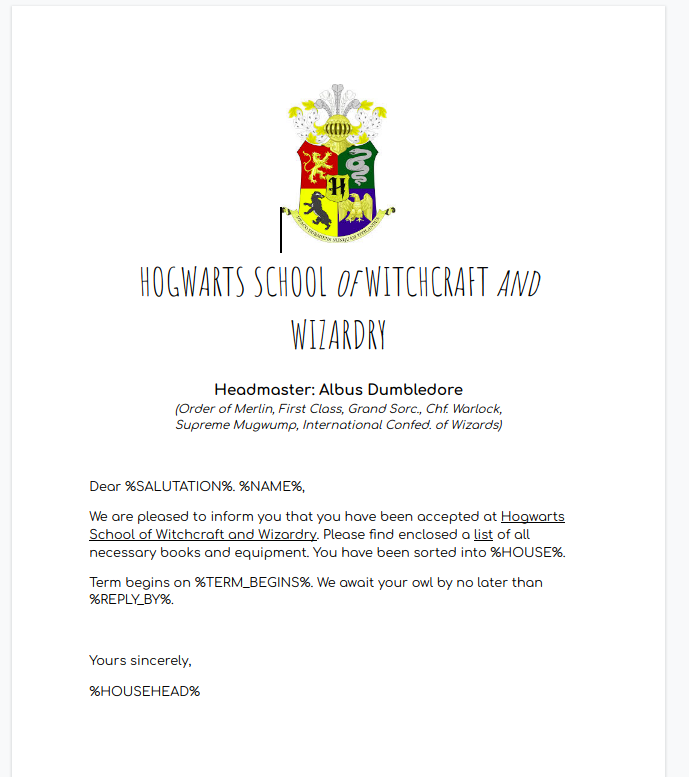 H
HOGWARTS SCHOOL OF WITCHCRAFT AND
WIZARDRY
Headmaster: Albus Dumbledore
(Order of Merlin, First Class, Grand Sorc., Chf. Warlock,
Supreme Mugwump, International Confed. of Wizards)
Dear %SALUTATION%. %NAME%,
We are pleased to inform you that you have been accepted at Hogwarts
School of Witchcraft and Wizardry. Please find enclosed a list of all
necessary books and equipment. You have been sorted into %HOUSE%.
Term begins on %TERM_BEGINS%. We await your owl by no later than
%REPLY_BY%.
Yours sincerely,
%HOUSEHEAD%